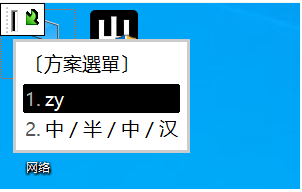 〔方案選單〕
1. zy
2. 中 / 半 / 中 / 汉
网络